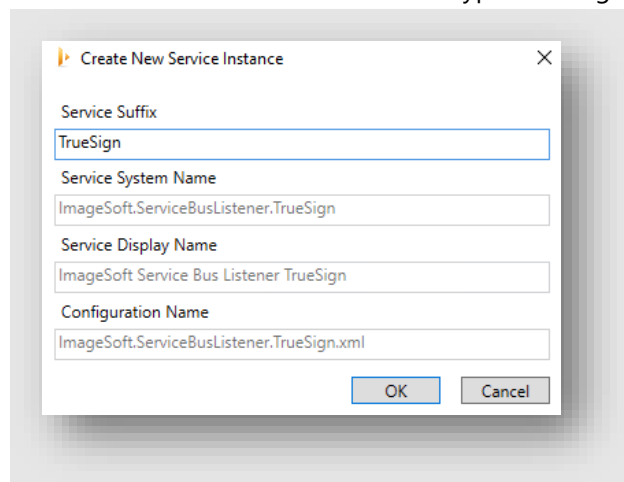 Create New Service Instance
Service Suffix
TrueSign
Service System Name
ImageSoft.ServiceBusListener.TrueSign
Service Display Name
ImageSoft Service Bus Listener TrueSign
Configuration Name
ImageSoft.ServiceBusListener.TrueSign.xml
OK Cancel